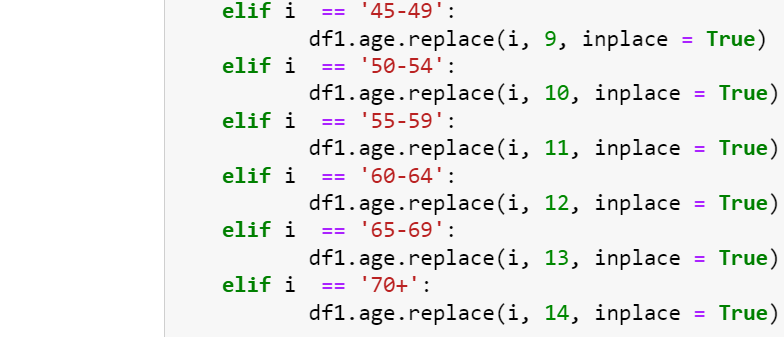 elif i  == '45-49':
        df1.age.replace(i, 9, inplace = True)
elif i  == '50-54':
        df1.age.replace(i, 10, inplace = True)
elif i  == '55-59':
        df1.age.replace(i, 11, inplace = True)
elif i  == '60-64':
        df1.age.replace(i, 12, inplace = True)
elif i  == '65-69':
        df1.age.replace(i, 13, inplace = True)
elif i  == '70+':
        df1.age.replace(i, 14, inplace = True)